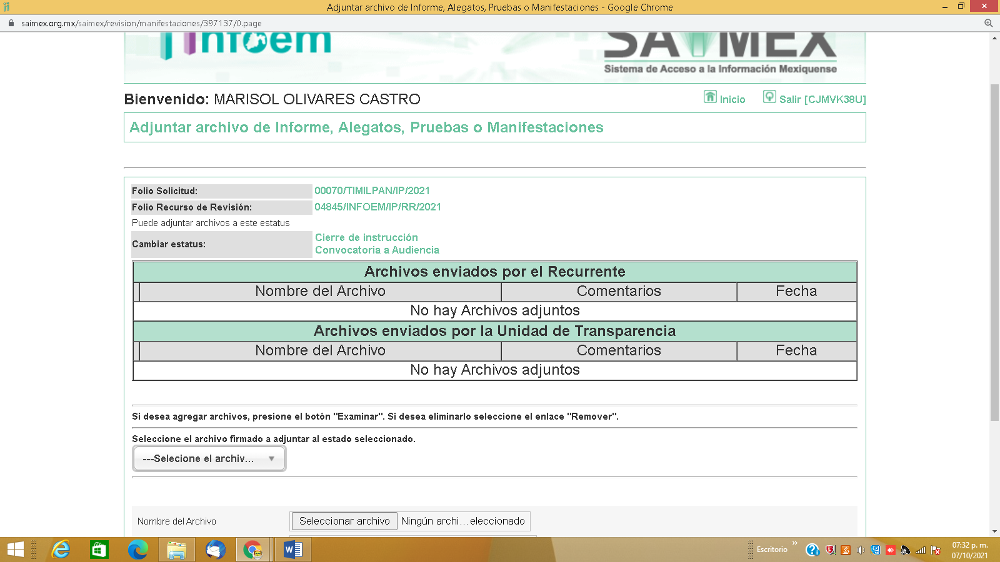 Adjuntar archivo de Informe, Alegatos, Pruebas o Manifestaciones - Google Chrome
saimex.org.mx/saimex/revision/manifestaciones/397137/0.page
infoem
SAIMEX
Sistema de Acceso a la Información Mexiquense
Bienvenido: MARISOL OLIVARES CASTRO
Inicio
Salir [CJMVK38U]
Adjuntar archivo de Informe, Alegatos, Pruebas o Manifestaciones
Folio Solicitud: 00070/TIMILPAN/IP/2021
Folio Recurso de Revisión: 04845/INFOEM/IP/RR/2021
Puede adjuntar archivos a este estatus
Cambiar estatus: Cierre de instrucción
Convocatoria a Audiencia
Archivos enviados por el Recurrente
Nombre del Archivo Comentarios Fecha
No hay Archivos adjuntos
Archivos enviados por la Unidad de Transparencia
Nombre del Archivo Comentarios Fecha
No hay Archivos adjuntos
Si desea agregar archivos, presione el botón "Examinar". Si desea eliminarlo seleccione el enlace "Remover".
Seleccione el archivo firmado a adjuntar al estado seleccionado.
---Selecione el archiv...
Nombre del Archivo Seleccionar archivo Ningún archi...eleccionado
Escritorio
07:32 p. m.
07/10/2021